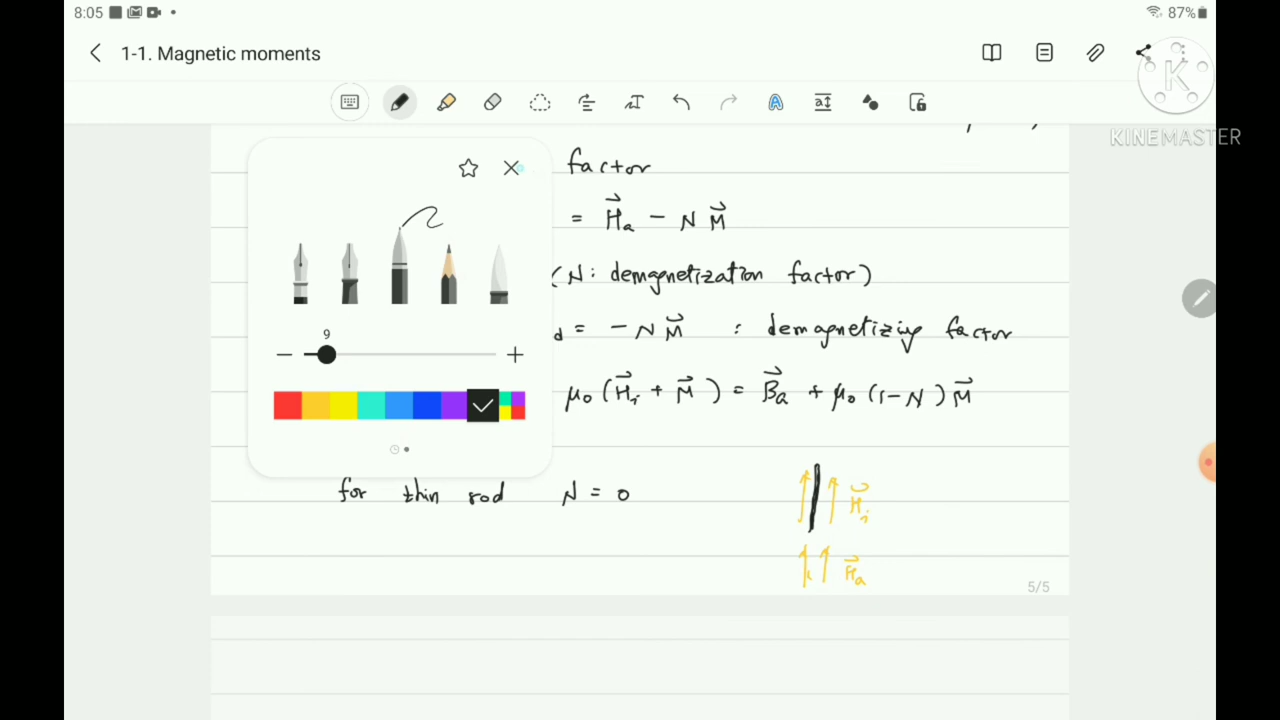 8:05
87%
1-1. Magnetic moments
KINEMASTER
factor
= H⃗a - N M⃗
(N : demagnetization factor)
d = - N M⃗ : demagnetizing factor
9
μ0 (H⃗i + M⃗ ) = B⃗a + μ0 (1-N) M⃗
for thin rod N = 0
H⃗i
H⃗a
5/5